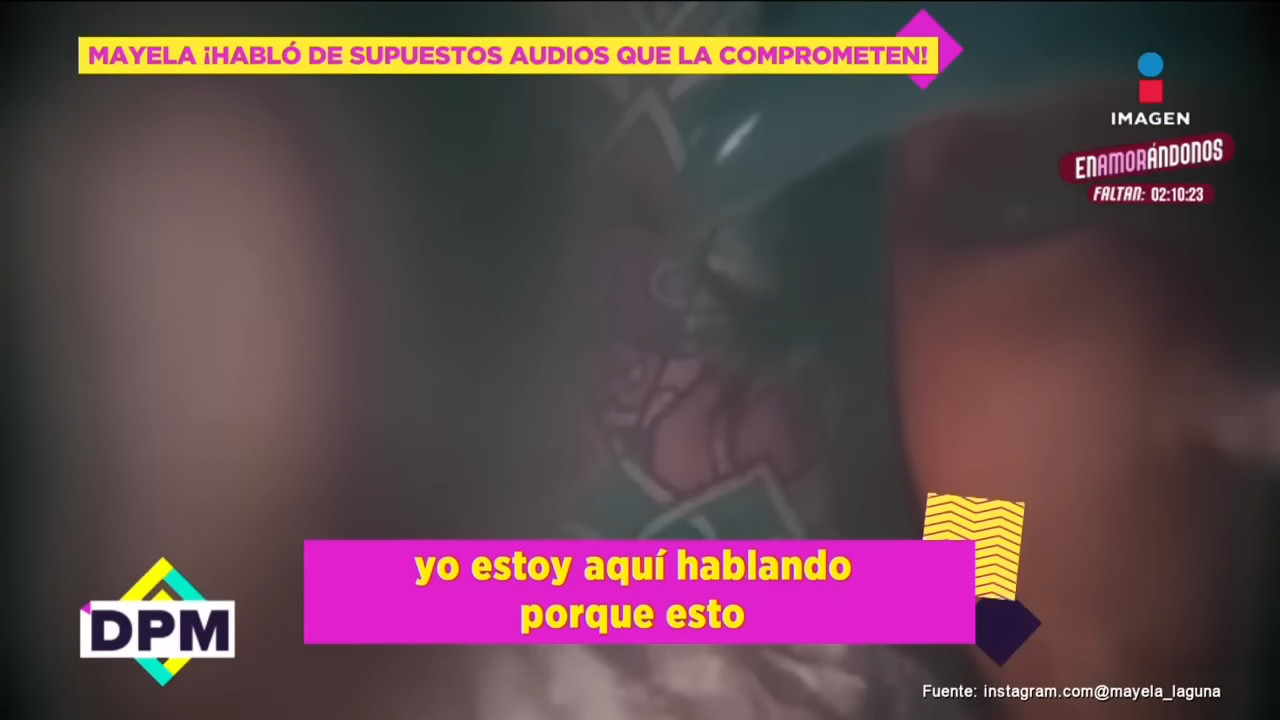 MAYELA ¡HABLÓ DE SUPUESTOS AUDIOS QUE LA COMPROMETEN!
IMAGEN
ENAMORÁNDONOS
FALTAN: 02:10:23
yo estoy aquí hablando
porque esto
DPM
Fuente: instagram.com@mayela_laguna